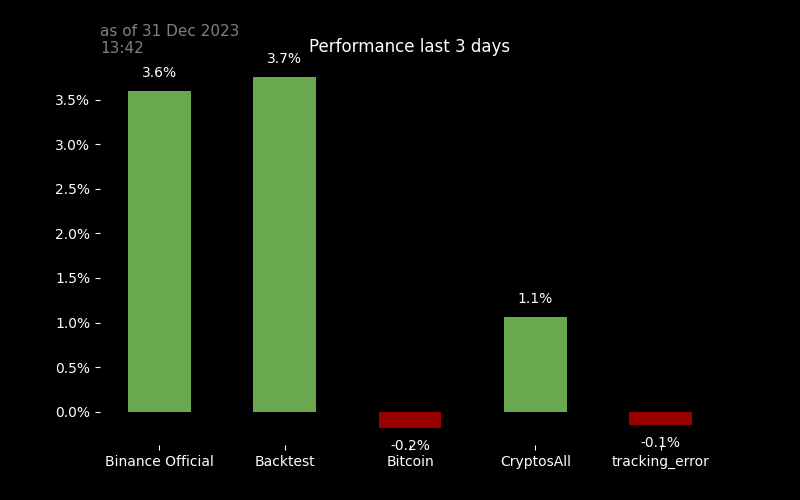 as of 31 Dec 2023
13:42
Performance last 3 days
3.6%
3.7%
-0.2%
1.1%
-0.1%
3.5%
3.0%
2.5%
2.0%
1.5%
1.0%
0.5%
0.0%
Binance Official
Backtest
Bitcoin
CryptosAll
tracking_error